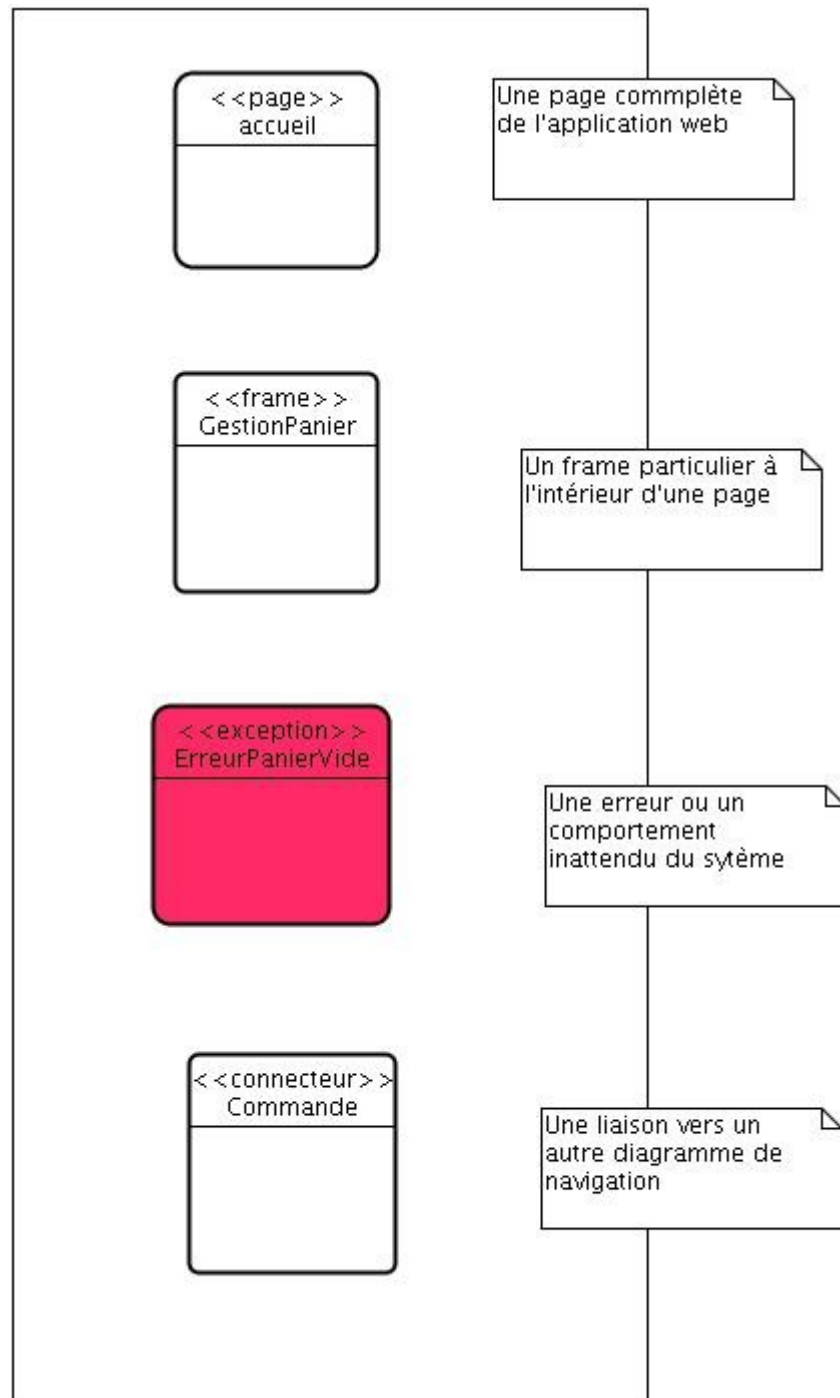 <<page>>
accueil
Une page commplète
de l'application web
<<frame>>
GestionPanier
Un frame particulier à
l'intérieur d'une page
<<exception>>
ErreurPanierVide
Une erreur ou un
comportement
inattendu du sytème
<<connecteur>>
Commande
Une liaison vers un
autre diagramme de
navigation